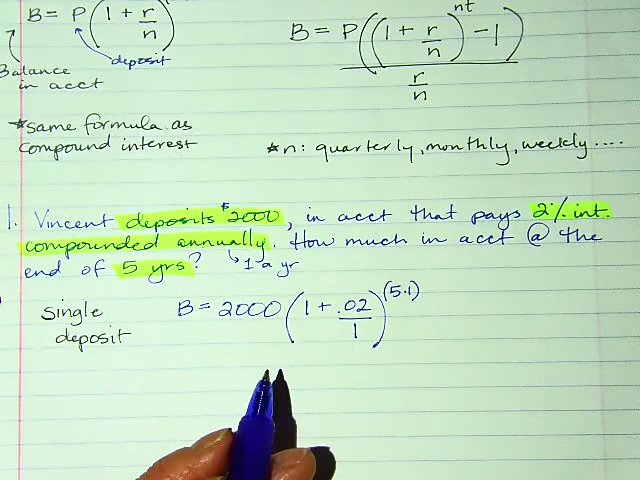 B = P(1 + r/n)
deposit
Balance
in acct
B = P((1 + r/n)^nt - 1)
r/n
*same formula as
compound interest
*n: quarterly, monthly, weekly ....
1. Vincent deposits $2000, in acct that pays 2% int.
compounded annually. How much in acct @ the
end of 5 yrs? 1 a yr
Single
deposit
B = 2000(1 + .02/1)^(5·1)